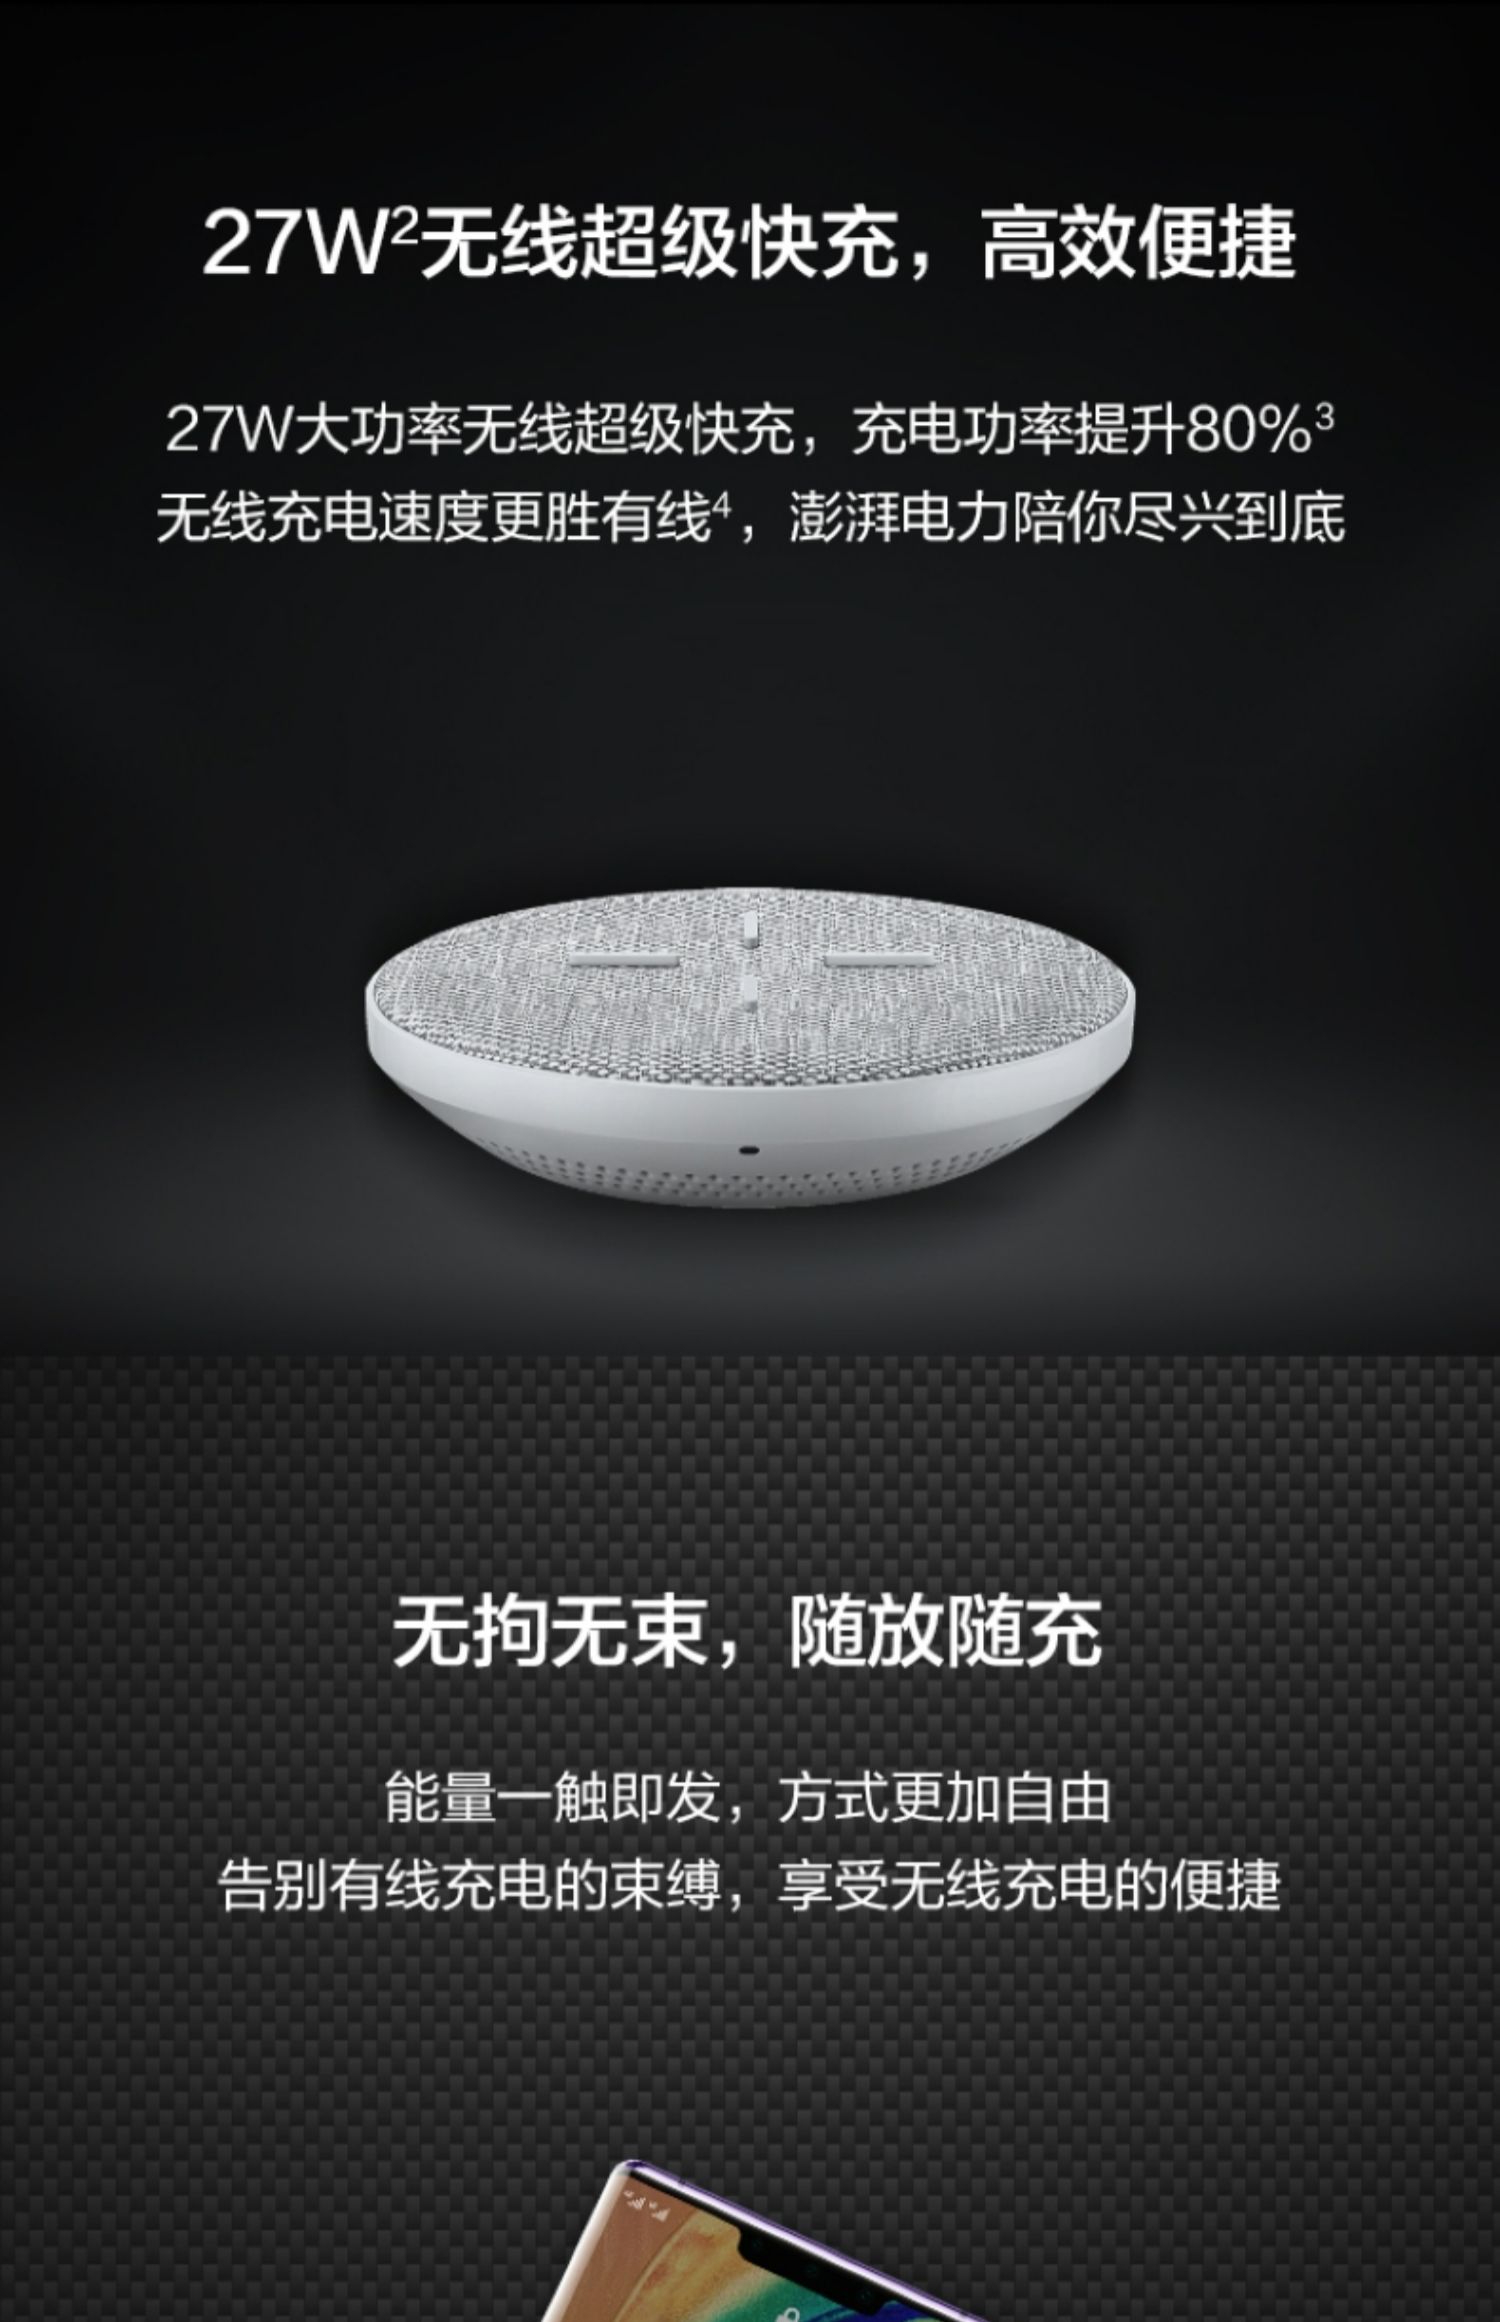 27W²无线超级快充，高效便捷
27W大功率无线超级快充，充电功率提升80%³
无线充电速度更胜有线⁴，澎湃电力陪你尽兴到底
无拘无束，随放随充
能量一触即发，方式更加自由
告别有线充电的束缚，享受无线充电的便捷